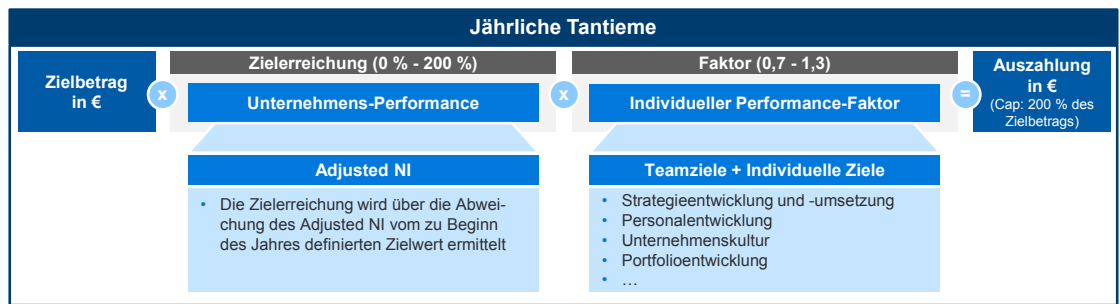 Jährliche Tantieme
Zielbetrag
in €
x
Zielerreichung (0 % - 200 %)
Unternehmens-Performance
x
Faktor (0,7 - 1,3)
Individueller Performance-Faktor
=
Auszahlung
in €
(Cap: 200 % des
Zielbetrags)
Adjusted NI
• Die Zielerreichung wird über die Abwei-
chung des Adjusted NI vom zu Beginn
des Jahres definierten Zielwert ermittelt
Teamziele + Individuelle Ziele
• Strategieentwicklung und -umsetzung
• Personalentwicklung
• Unternehmenskultur
• Portfolioentwicklung
• …